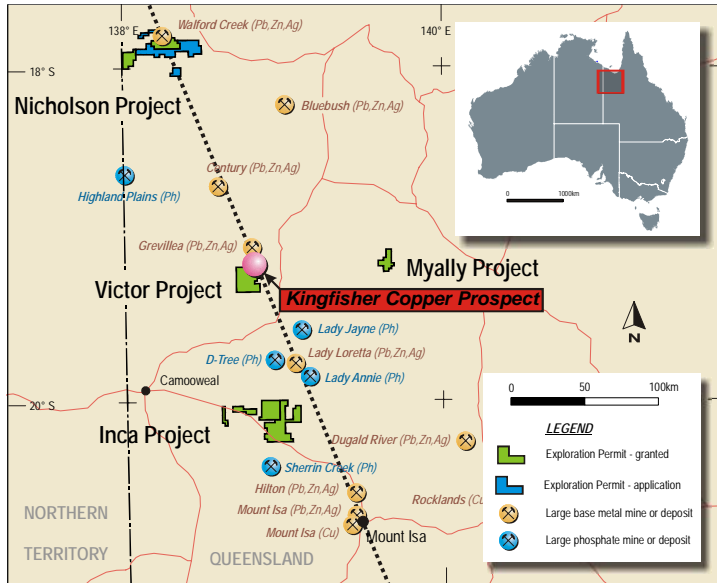 Walford Creek (Pb,Zn,Ag)
138° E
140° E
18° S
Nicholson Project
Bluebush (Pb,Zn,Ag)
Century (Pb,Zn,Ag)
Highland Plains (Ph)
Grevillea (Pb,Zn,Ag)
Myally Project
Victor Project
Kingfisher Copper Prospect
Lady Jayne (Ph)
D-Tree (Ph)
Lady Loretta (Pb,Zn,Ag)
Lady Annie (Ph)
Camooweal
20° S
Inca Project
Dugald River (Pb,Zn,Ag)
Sherrin Creek (Ph)
Hilton (Pb,Zn,Ag)
Rocklands (Cu
Mount Isa (Pb,Zn,Ag)
Mount Isa (Cu)
Mount Isa
NORTHERN
TERRITORY
QUEENSLAND
0 1000km
N
0 50 100km
LEGEND
Exploration Permit - granted
Exploration Permit - application
Large base metal mine or deposit
Large phosphate mine or deposit